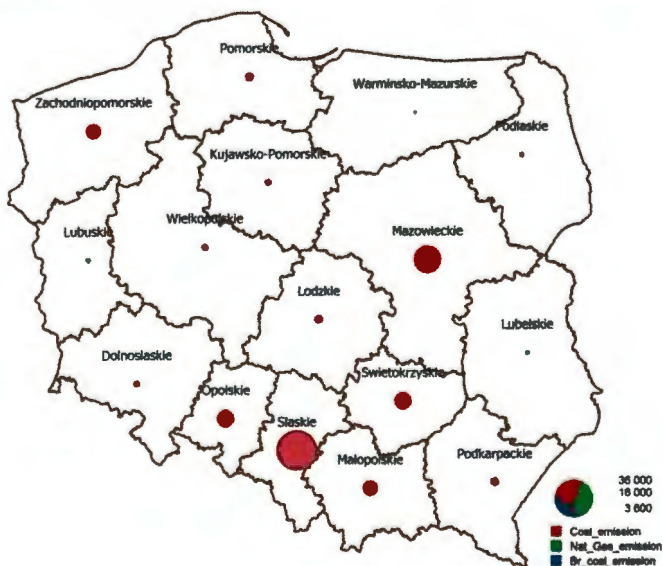 Pomorskie
Warminsko-Mazurskie
Zachodniopomorskie
Podlaskie
Kujawsko-Pomorskie
Wielkopolskie
Lubuskie
Mazowieckie
Lodzkie
Lubelskie
Dolnoslaskie
Opolskie
Swietokrzyskie
Slaskie
Malopolskie
Podkarpackie
36 000
16 000
3 600
Coal_emission
Nat_Gas_emission
Br_coal_emission